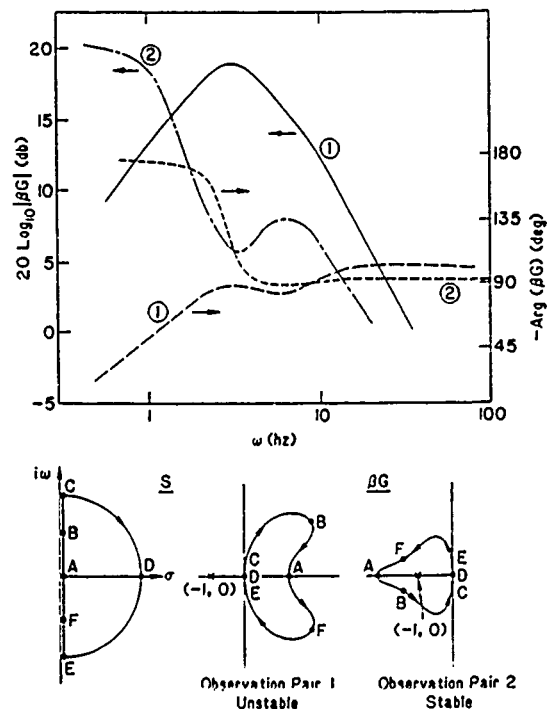 20 Log₁₀|βG| (db)
20
15
10
5
0
-5
②
①
①
②
180
135
90
45
-Arg (βG) (deg)
1
10
100
ω (hz)
iω
S
βG
C
B
A
D
σ
F
E
C
D
E
B
A
F
(-1, 0)
A
F
B
E
D
C
(-1, 0)
Observation Pair 1
Unstable
Observation Pair 2
Stable